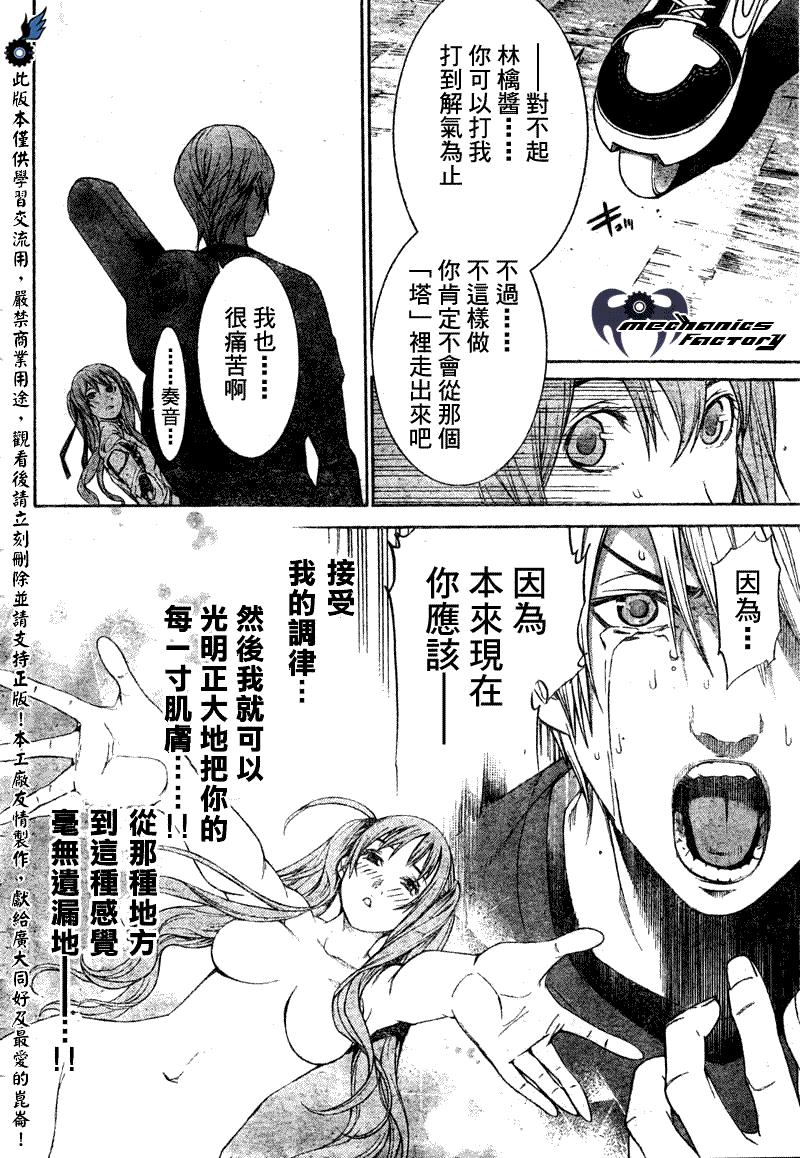 ——對不起
林檎醬……
你可以打我
打到解氣為止
不過……
不這樣做
你肯定不會從那個
「塔」裡走出來吧
キュッ
mechanics
Factory
我也……
很痛苦啊
……奏音…
因為…
因為
本來現在
你應該——
接受
我的調律…
然後我就可以
光明正大地把你的
每一寸肌膚……!!
從那種地方
到這種感覺
毫無遺漏地——……!!
此版本僅供學習交流用，嚴禁商業用途，觀看後請立刻刪除並請支持正版！本工廠友情製作，獻給廣大同好及最愛的崑崙！